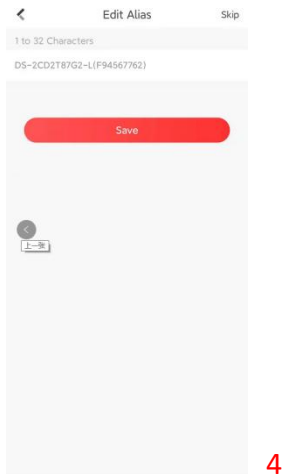 Edit Alias Skip
1 to 32 Characters
DS-2CD2T87G2-L(F94567762)
Save
上一张
4